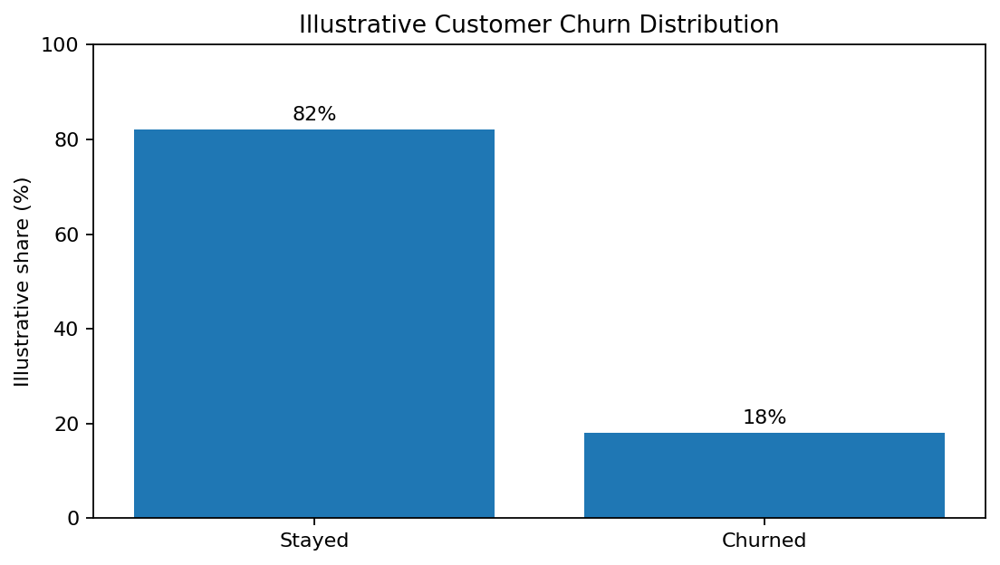 Illustrative Customer Churn Distribution
Illustrative share (%)
100
80
60
40
20
0
82%
18%
Stayed
Churned